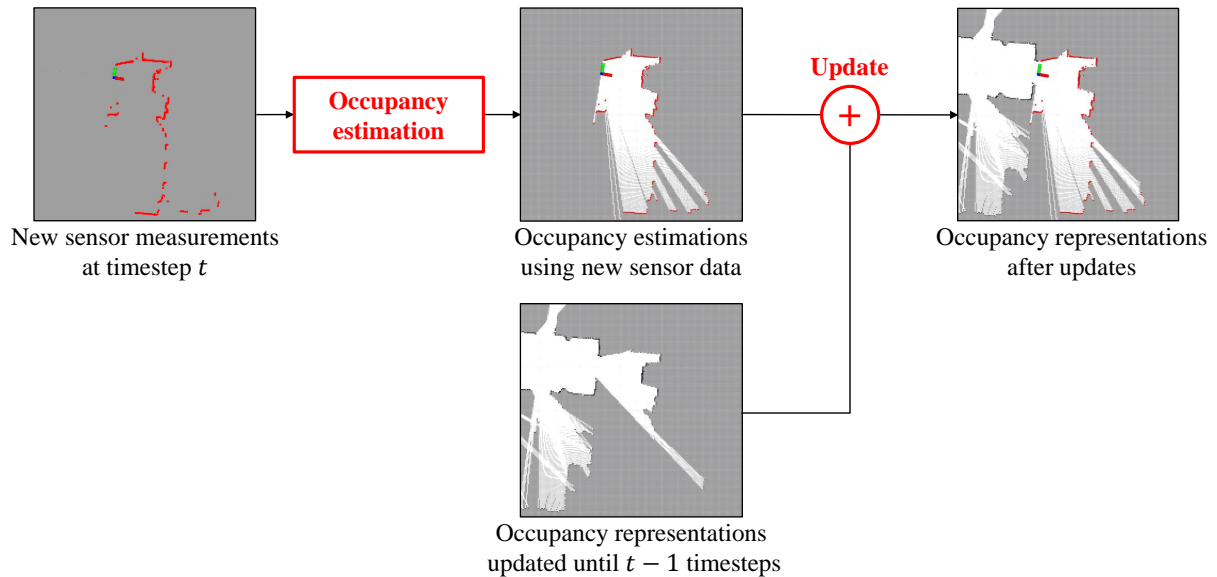 Occupancy
estimation
Update
+
New sensor measurements
at timestep t
Occupancy estimations
using new sensor data
Occupancy representations
after updates
Occupancy representations
updated until t − 1 timesteps